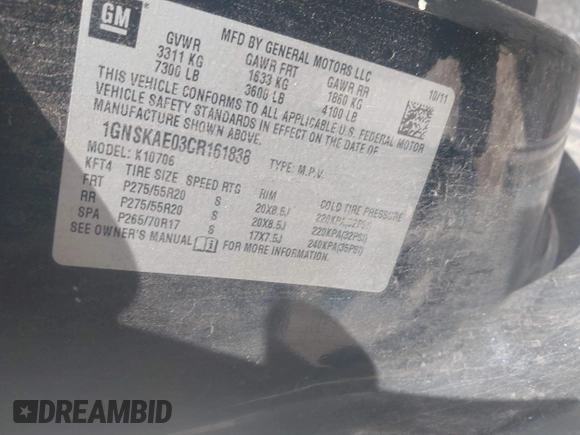 GM
MFD BY GENERAL MOTORS LLC 10/11
GVWR GAWR FRT GAWR RR
3311 KG 1633 KG 1860 KG
7300 LB 3600 LB 4100 LB
THIS VEHICLE CONFORMS TO ALL APPLICABLE U.S. FEDERAL MOTOR
VEHICLE SAFETY STANDARDS IN EFFECT ON THE DATE OF
MANUFACTURE SHOWN ABOVE.
1GNSKAE03CR161838 TYPE: M.P.V.
MODEL: K10706
KFT4 TIRE SIZE SPEED RTG RIM COLD TIRE PRESSURE
FRT P275/55R20 S 20X8.5J 220KPA(32PSI)
RR P275/55R20 S 20X8.5J 220KPA(32PSI)
SPA P265/70R17 S 17X7.5J 240KPA(35PSI)
SEE OWNER'S MANUAL FOR MORE INFORMATION.
DREAMBID